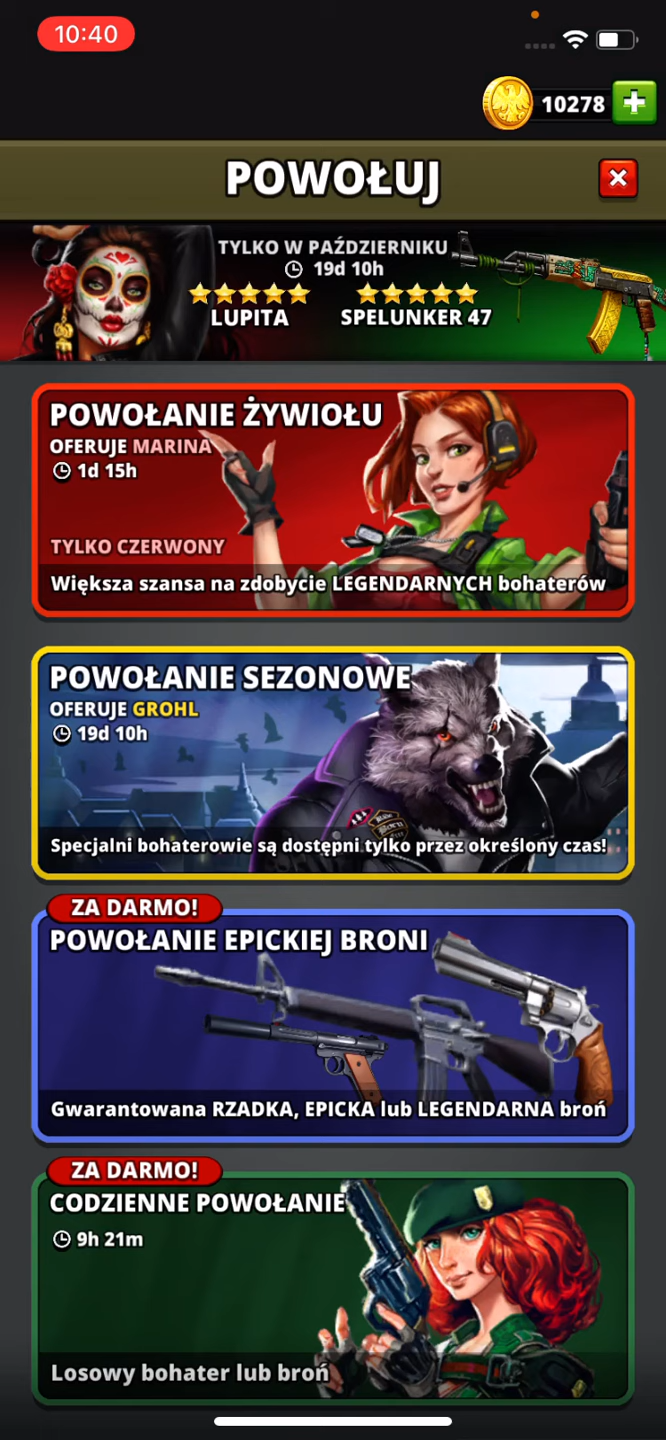 10:40
10278
POWOŁUJ
TYLKO W PAŹDZIERNIKU
19d 10h
LUPITA
SPELUNKER 47
POWOŁANIE ŻYWIOŁU
OFERUJE MARINA
1d 15h
TYLKO CZERWONY
Większa szansa na zdobycie LEGENDARNYCH bohaterów
POWOŁANIE SEZONOWE
OFERUJE GROHL
19d 10h
Specjalni bohaterowie są dostępni tylko przez określony czas!
ZA DARMO!
POWOŁANIE EPICKIEJ BRONI
Gwarantowana RZADKA, EPICKA lub LEGENDARNA broń
ZA DARMO!
CODZIENNE POWOŁANIE
9h 21m
Losowy bohater lub broń